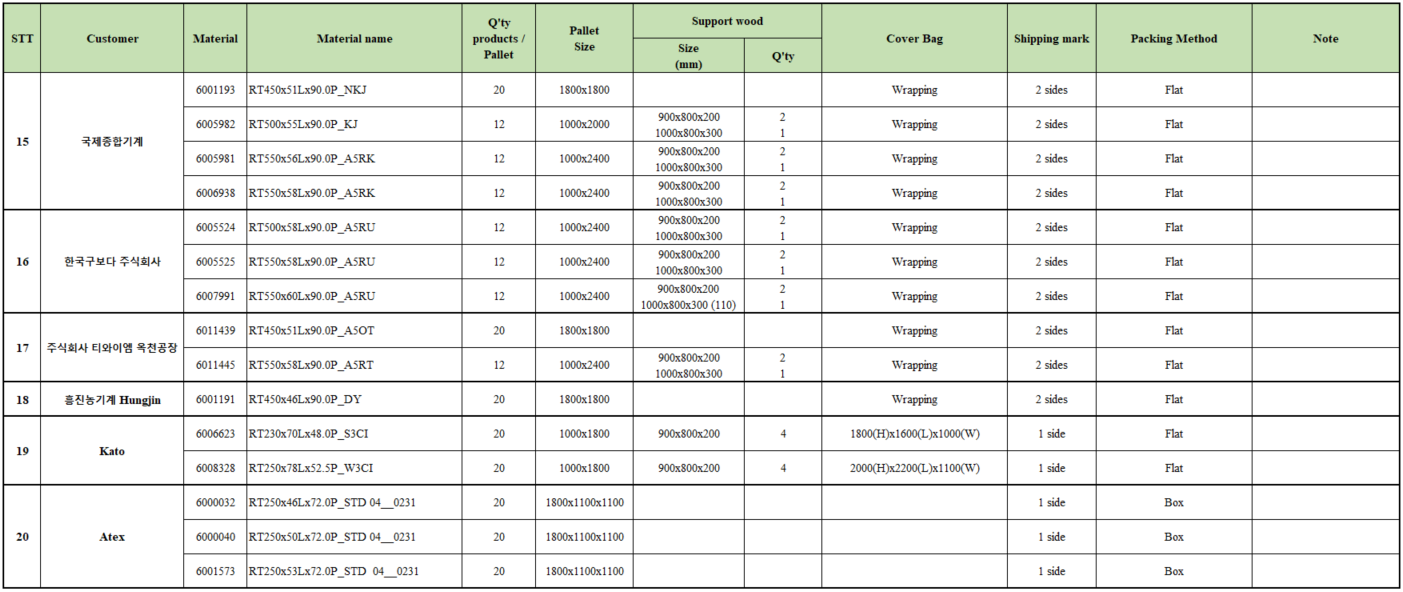 STT Customer Material Material name Q'ty products / Pallet Pallet Size Support wood Size (mm) Q'ty Cover Bag Shipping mark Packing Method Note
15 국제종합기계
6001193 RT450x51Lx90.0P_NKJ 20 1800x1800 Wrapping 2 sides Flat
6005982 RT500x55Lx90.0P_KJ 12 1000x2000 900x800x200 2 Wrapping 2 sides Flat
1000x800x300 1
6005981 RT550x56Lx90.0P_A5RK 12 1000x2400 900x800x200 2 Wrapping 2 sides Flat
1000x800x300 1
6006938 RT550x58Lx90.0P_A5RK 12 1000x2400 900x800x200 2 Wrapping 2 sides Flat
1000x800x300 1
16 한국구보다 주식회사
6005524 RT500x58Lx90.0P_A5RU 12 1000x2400 900x800x200 2 Wrapping 2 sides Flat
1000x800x300 1
6005525 RT550x58Lx90.0P_A5RU 12 1000x2400 900x800x200 2 Wrapping 2 sides Flat
1000x800x300 1
6007991 RT550x60Lx90.0P_A5RU 12 1000x2400 900x800x200 2 Wrapping 2 sides Flat
1000x800x300 (110) 1
17 주식회사 티와이엠 옥천공장
6011439 RT450x51Lx90.0P_A5OT 20 1800x1800 Wrapping 2 sides Flat
6011445 RT550x58Lx90.0P_A5RT 12 1000x2400 900x800x200 2 Wrapping 2 sides Flat
1000x800x300 1
18 흥진농기계 Hungjin 6001191 RT450x46Lx90.0P_DY 20 1800x1800 Wrapping 2 sides Flat
19 Kato
6006623 RT230x70Lx48.0P_S3CI 20 1000x1800 900x800x200 4 1800(H)x1600(L)x1000(W) 1 side Flat
6008328 RT250x78Lx52.5P_W3CI 20 1000x1800 900x800x200 4 2000(H)x2200(L)x1100(W) 1 side Flat
20 Atex
6000032 RT250x46Lx72.0P_STD 04__0231 20 1800x1100x1100 1 side Box
6000040 RT250x50Lx72.0P_STD 04__0231 20 1800x1100x1100 1 side Box
6001573 RT250x53Lx72.0P_STD  04__0231 20 1800x1100x1100 1 side Box